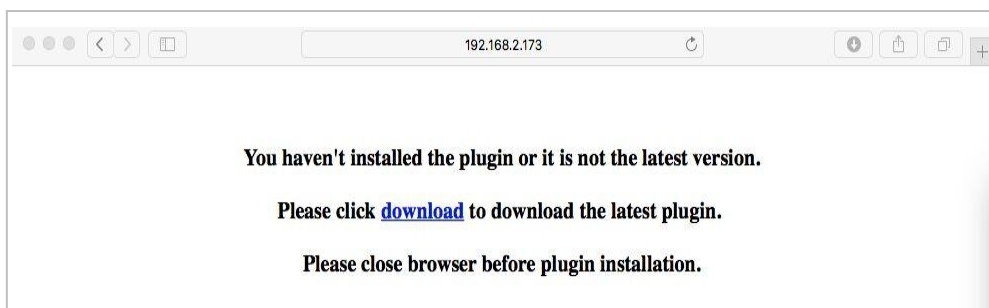 192.168.2.173
You haven't installed the plugin or it is not the latest version.
Please click download to download the latest plugin.
Please close browser before plugin installation.